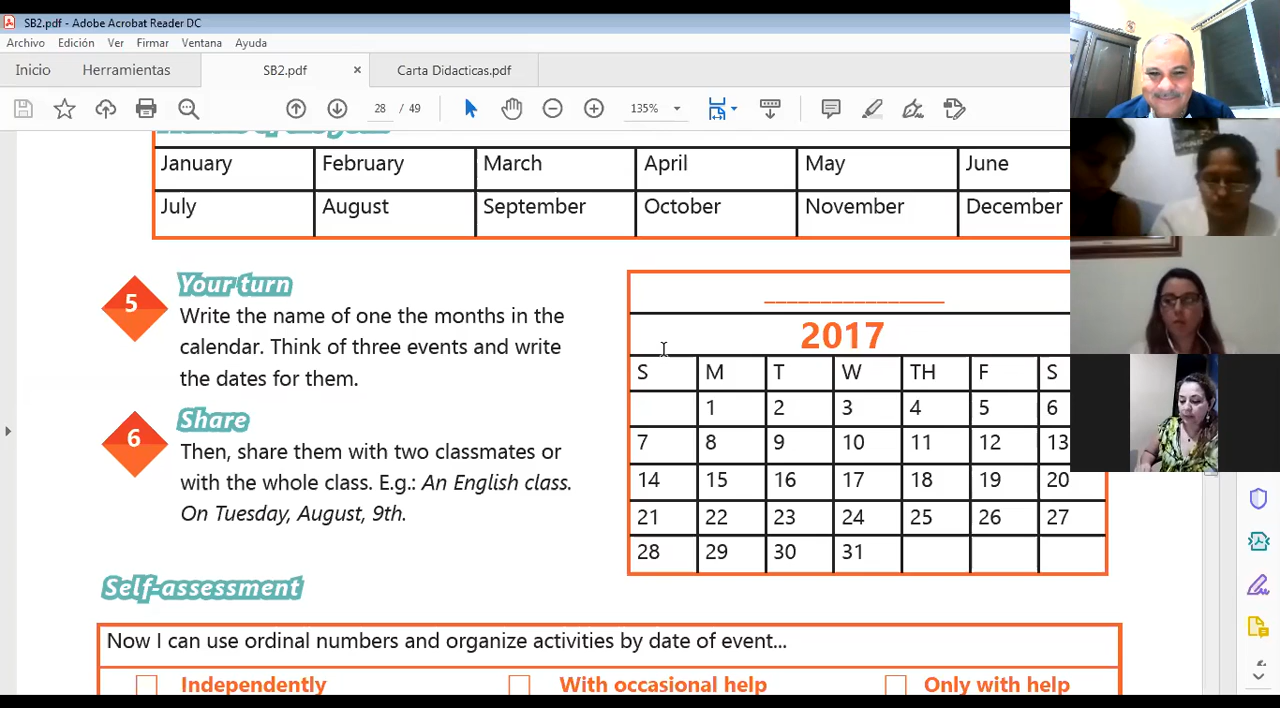 SB2.pdf - Adobe Acrobat Reader DC
Archivo Edición Ver Firmar Ventana Ayuda
Inicio Herramientas SB2.pdf × Carta Didacticas.pdf
28 / 49 135%
January February March April May June
July August September October November December
5 Your turn
Write the name of one the months in the
calendar. Think of three events and write
the dates for them.
6 Share
Then, share them with two classmates or
with the whole class. E.g.: An English class.
On Tuesday, August, 9th.
________________
2017
S M T W TH F S
1 2 3 4 5 6
7 8 9 10 11 12 13
14 15 16 17 18 19 20
21 22 23 24 25 26 27
28 29 30 31
Self-assessment
Now I can use ordinal numbers and organize activities by date of event...
Independently With occasional help Only with help